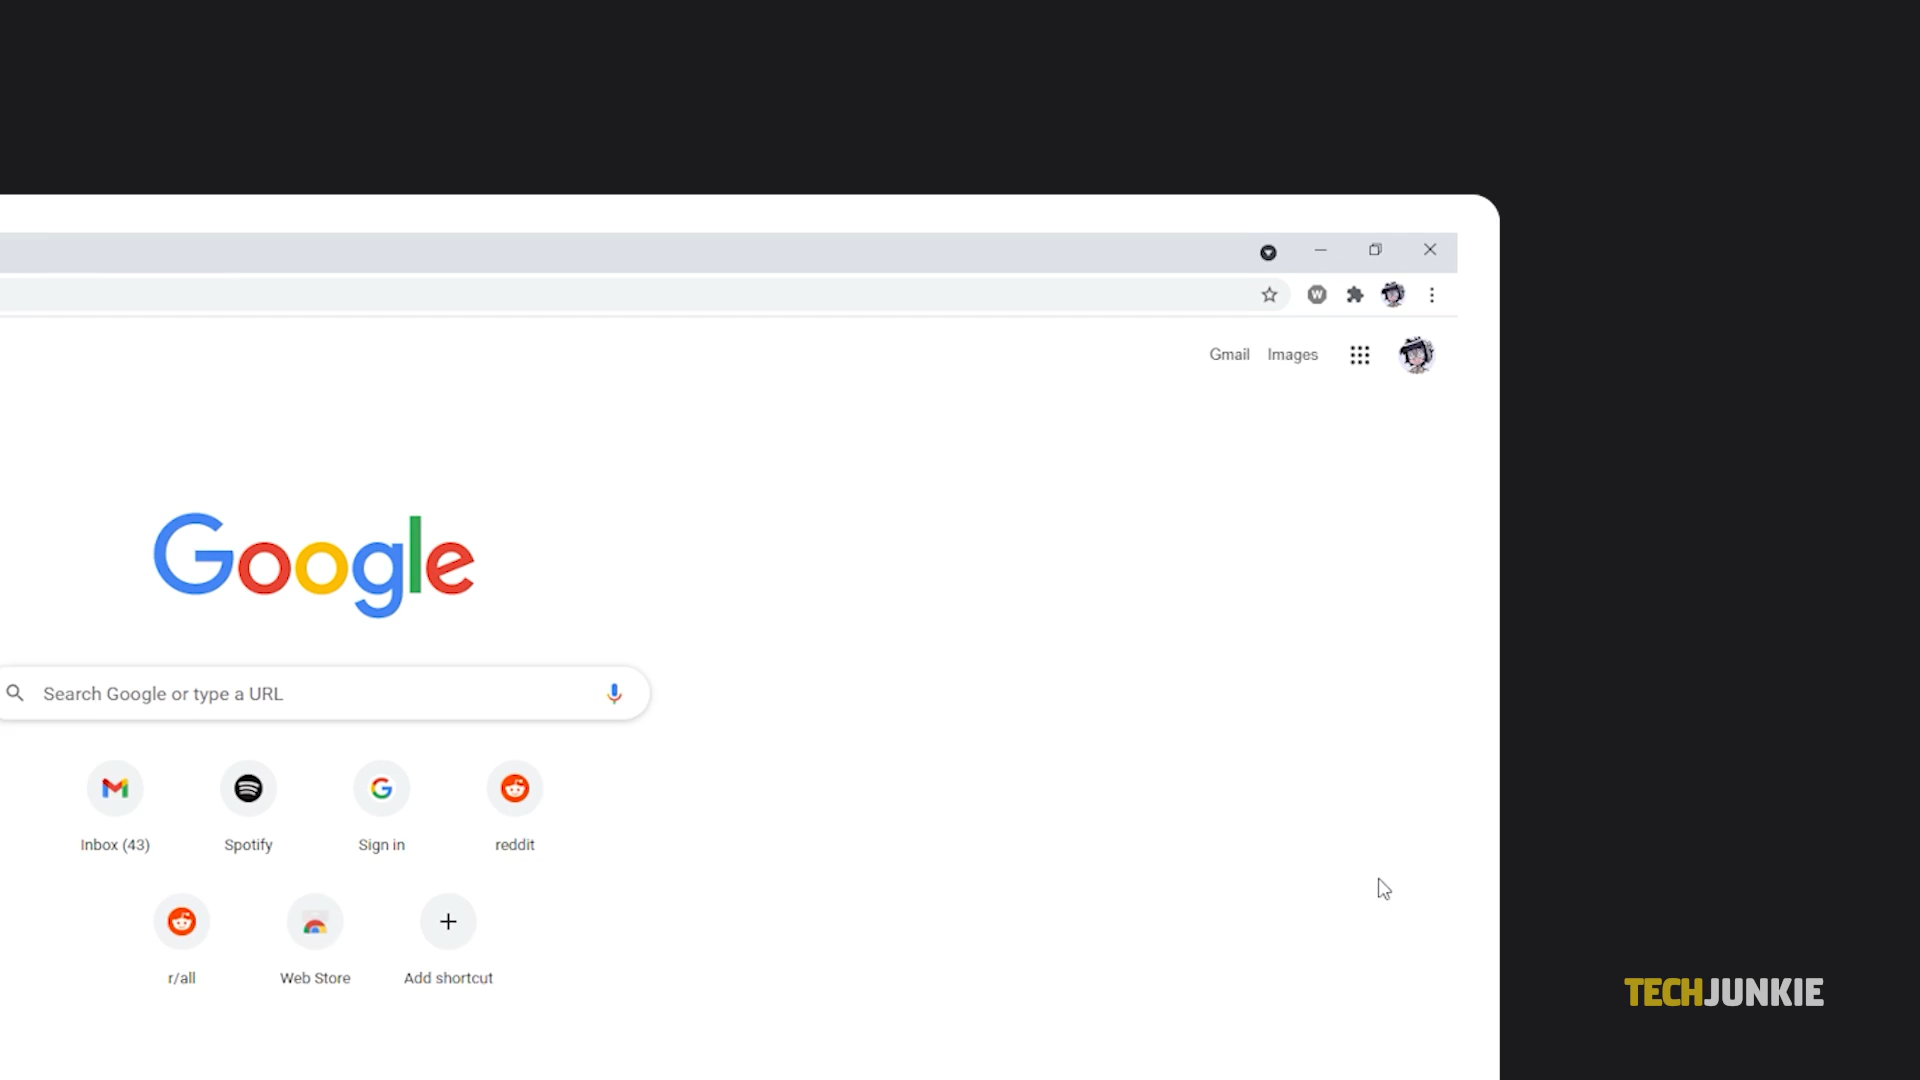 W
Gmail Images
Google
Search Google or type a URL
G
Inbox (43) Spotify Sign in reddit
r/all Web Store Add shortcut
TECHJUNKIE